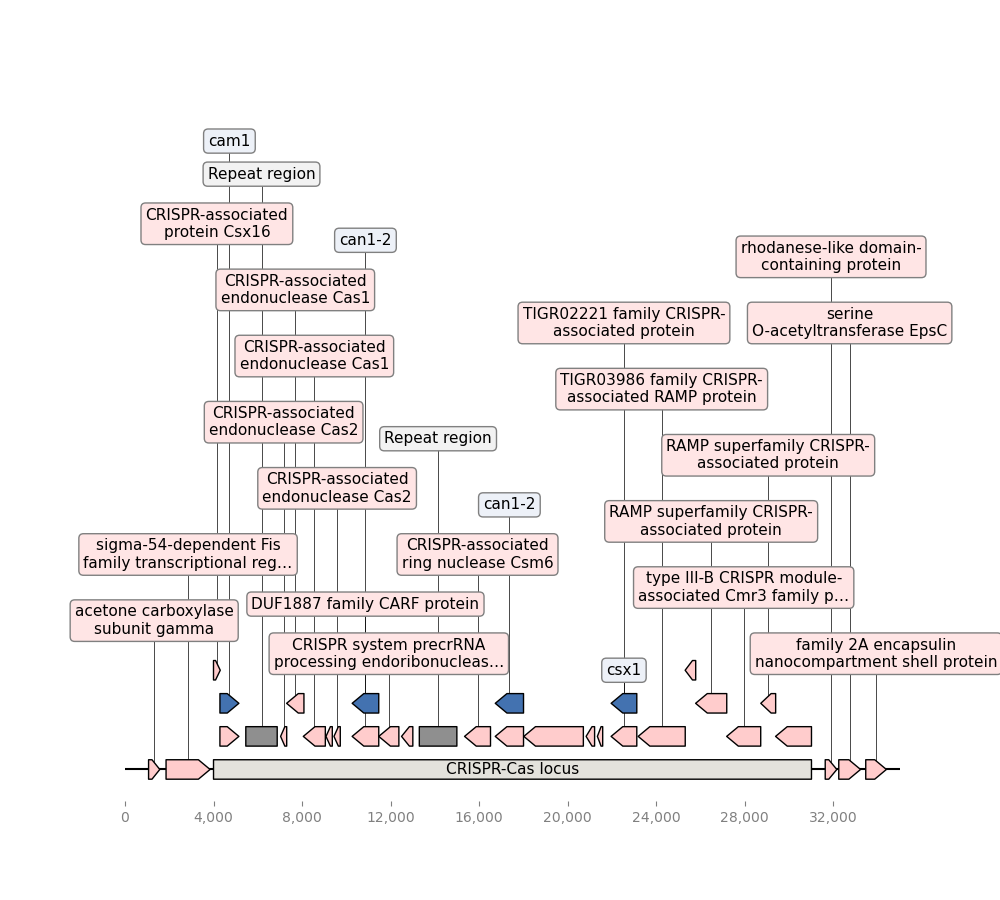 cam1
Repeat region
CRISPR-associated
protein Csx16
can1-2
rhodanese-like domain-
containing protein
CRISPR-associated
endonuclease Cas1
TIGR02221 family CRISPR-
associated protein
serine
O-acetyltransferase EpsC
CRISPR-associated
endonuclease Cas1
TIGR03986 family CRISPR-
associated RAMP protein
CRISPR-associated
endonuclease Cas2
Repeat region
RAMP superfamily CRISPR-
associated protein
CRISPR-associated
endonuclease Cas2
can1-2
RAMP superfamily CRISPR-
associated protein
sigma-54-dependent Fis
family transcriptional reg...
CRISPR-associated
ring nuclease Csm6
type III-B CRISPR module-
associated Cmr3 family p...
DUF1887 family CARF protein
acetone carboxylase
subunit gamma
CRISPR system precrRNA
processing endoribonucleas...
csx1
family 2A encapsulin
nanocompartment shell protein
CRISPR-Cas locus
0
4,000
8,000
12,000
16,000
20,000
24,000
28,000
32,000